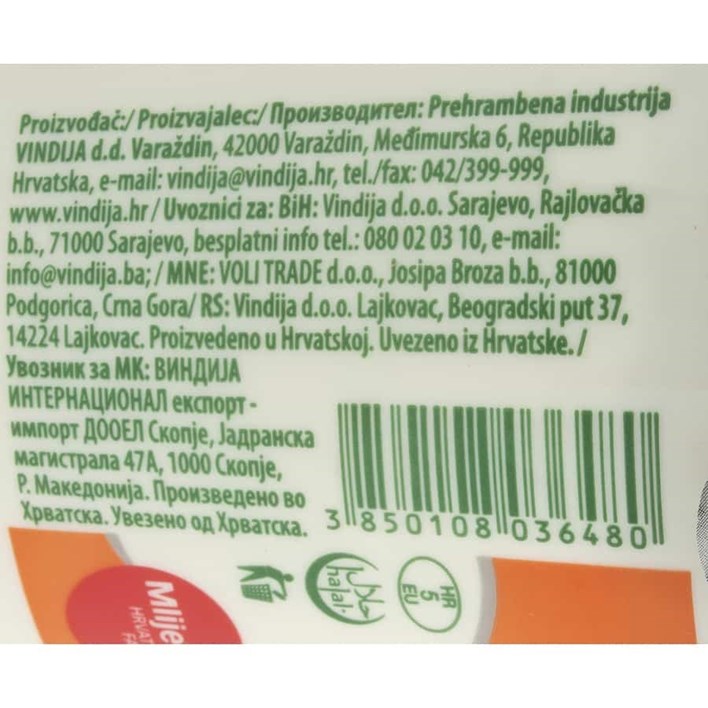 Proizvođač:/ Proizvajalec:/ Производител: Prehrambena industrija
VINDIJA d.d. Varaždin, 42000 Varaždin, Međimurska 6, Republika
Hrvatska, e-mail: vindija@vindija.hr, tel./fax: 042/399-999,
www.vindija.hr / Uvoznici za: BiH: Vindija d.o.o. Sarajevo, Rajlovačka
b.b., 71000 Sarajevo, besplatni info tel.: 080 02 03 10, e-mail:
info@vindija.ba; / MNE: VOLI TRADE d.o.o., Josipa Broza b.b., 81000
Podgorica, Crna Gora/ RS: Vindija d.o.o. Lajkovac, Beogradski put 37,
14224 Lajkovac. Proizvedeno u Hrvatskoj. Uvezeno iz Hrvatske. /
Увозник за МК: ВИНДИЈА
ИНТЕРНАЦИОНАЛ експорт -
импорт ДООЕЛ Скопје, Јадранска
магистрала 47А, 1000 Скопје,
Р. Македонија. Произведено во
Хрватска. Увезено од Хрватска.
3 850108 036480
HR
5
EU
حلال
halal
Mlije
HRVAT